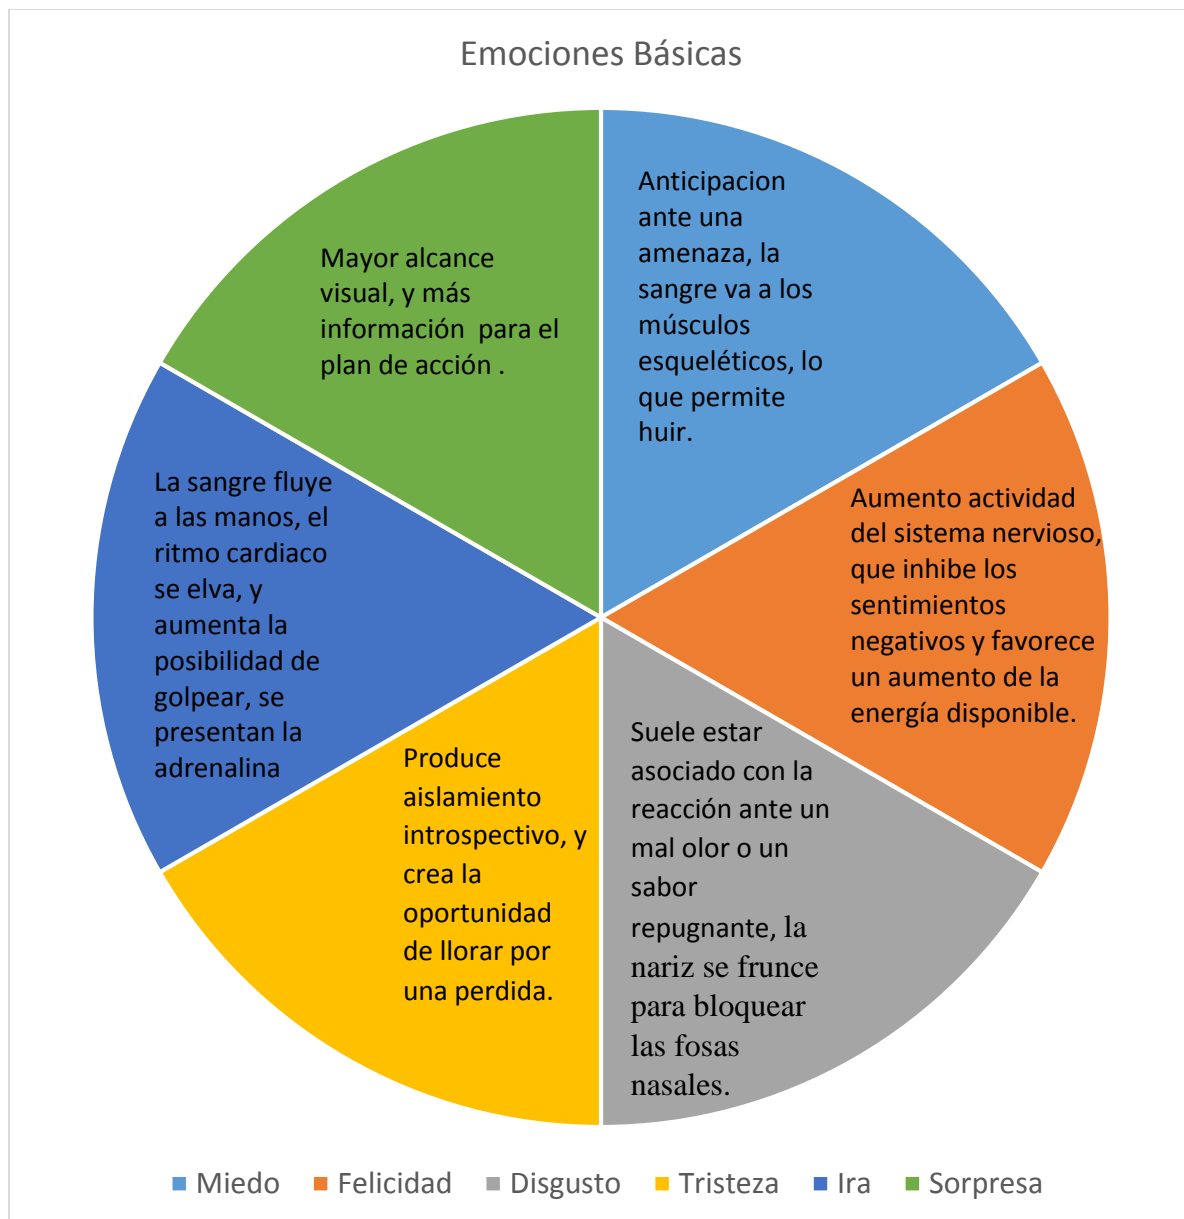 Emociones Básicas
Anticipacion
ante una
amenaza, la
sangre va a los
músculos
esqueléticos, lo
que permite
huir.
Aumento actividad
del sistema nervioso,
que inhibe los
sentimientos
negativos y favorece
un aumento de la
energía disponible.
Suele estar
asociado con la
reacción ante un
mal olor o un
sabor
repugnante, la
nariz se frunce
para bloquear
las fosas
nasales.
Produce
aislamiento
introspectivo, y
crea la
oportunidad
de llorar por
una perdida.
La sangre fluye
a las manos, el
ritmo cardiaco
se elva, y
aumenta la
posibilidad de
golpear, se
presentan la
adrenalina
Mayor alcance
visual, y más
información para el
plan de acción .
Miedo Felicidad Disgusto Tristeza Ira Sorpresa